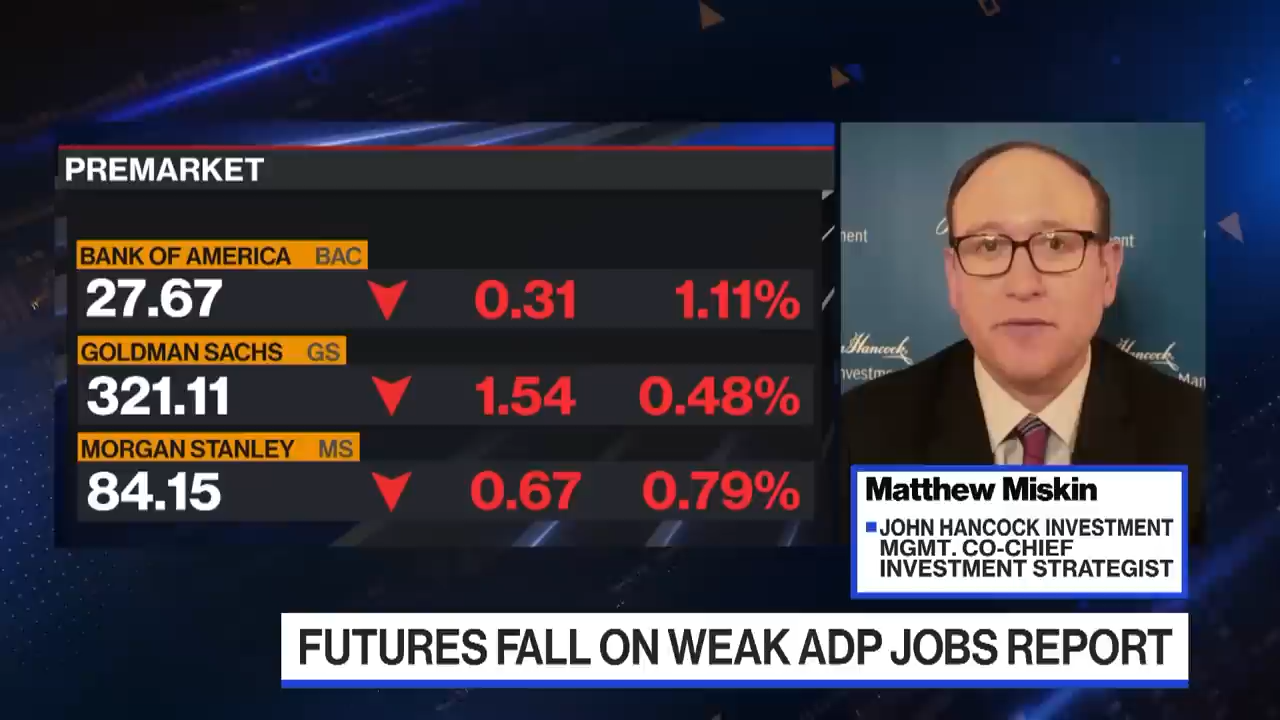 PREMARKET
BANK OF AMERICA BAC
27.67 0.31 1.11%
GOLDMAN SACHS GS
321.11 1.54 0.48%
MORGAN STANLEY MS
84.15 0.67 0.79%
Hancock
Hancock
Matthew Miskin
JOHN HANCOCK INVESTMENT
MGMT. CO-CHIEF
INVESTMENT STRATEGIST
FUTURES FALL ON WEAK ADP JOBS REPORT